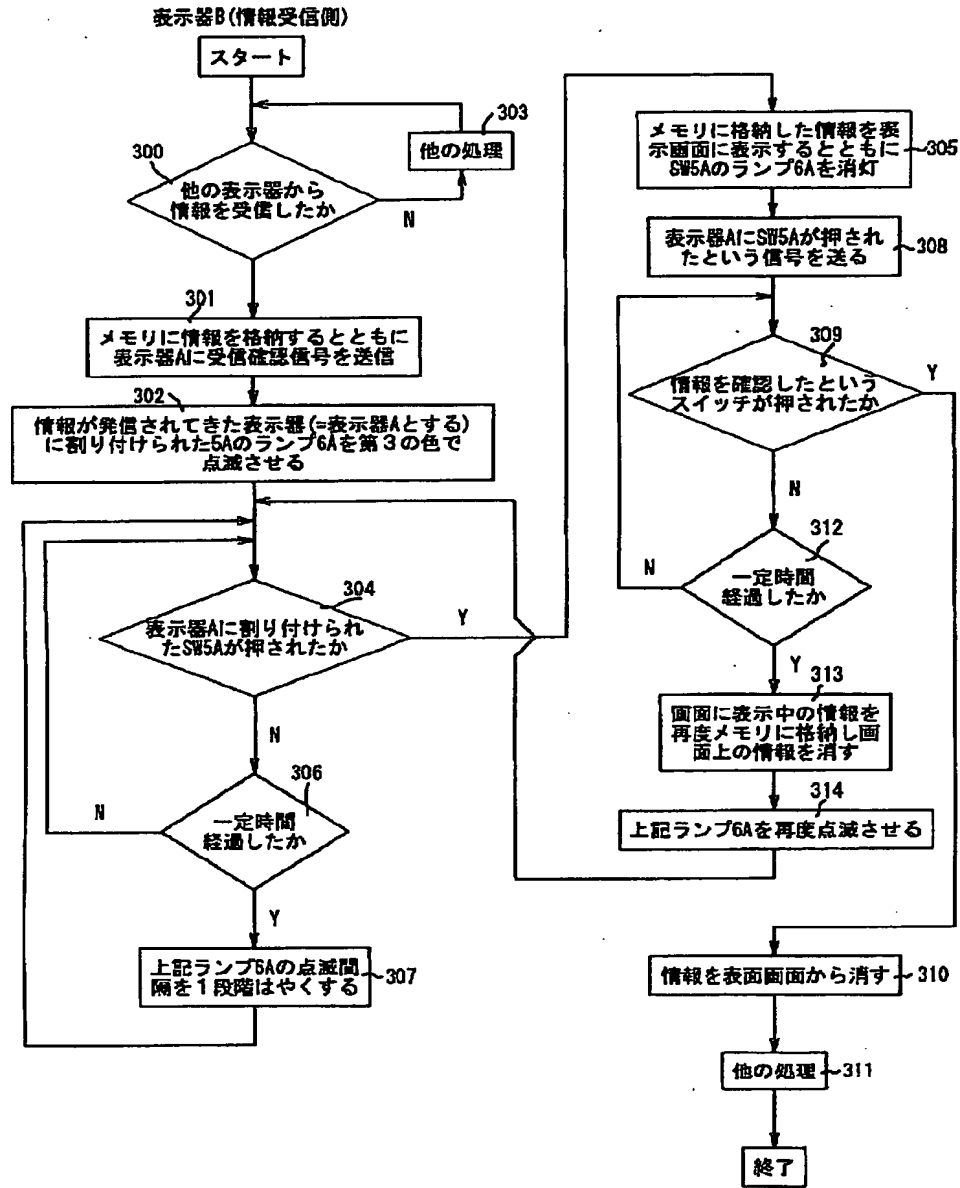 表示器B(情報受信側)
スタート
303
他の処理
300
他の表示器から
情報を受信したか
N
301
メモリに情報を格納するとともに
表示器Aに受信確認信号を送信
302
情報が発信されてきた表示器(=表示器Aとする)
に割り付けられた5Aのランプ6Aを第3の色で
点滅させる
304
表示器Aに割り付けられ
たSW5Aが押されたか
Y
N
306
一定時間
経過したか
N
Y
上記ランプ6Aの点滅間
隔を1段階はやくする
307
メモリに格納した情報を表
示画面に表示するとともに
SW5Aのランプ6Aを消灯
305
表示器AにSW5Aが押され
たという信号を送る
308
309
情報を確認したという
スイッチが押されたか
Y
N
312
一定時間
経過したか
N
Y
313
画面に表示中の情報を
再度メモリに格納し画
面上の情報を消す
314
上記ランプ6Aを再度点滅させる
情報を表面画面から消す
310
他の処理
311
終了